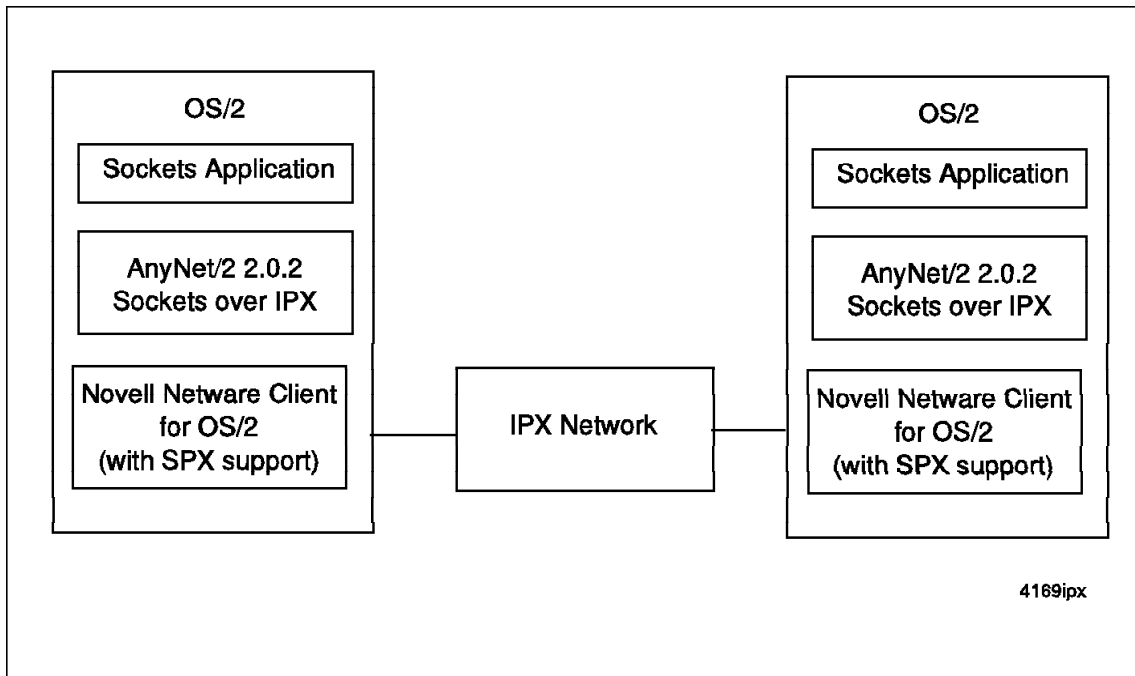 OS/2
Sockets Application
AnyNet/2 2.0.2
Sockets over IPX
Novell Netware Client
for OS/2
(with SPX support)
IPX Network
OS/2
Sockets Application
AnyNet/2 2.0.2
Sockets over IPX
Novell Netware Client
for OS/2
(with SPX support)
4169ipx